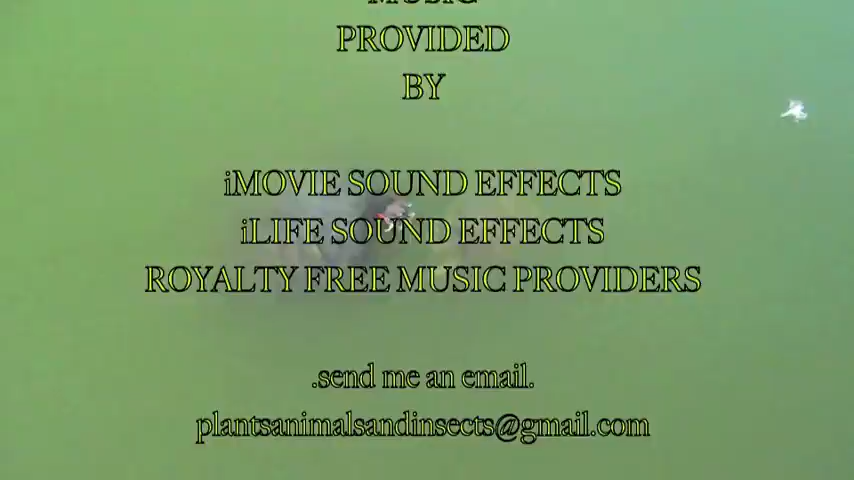 MUSIC
PROVIDED
BY
iMOVIE SOUND EFFECTS
iLIFE SOUND EFFECTS
ROYALTY FREE MUSIC PROVIDERS
.send me an email.
plantsanimalsandinsects@gmail.com